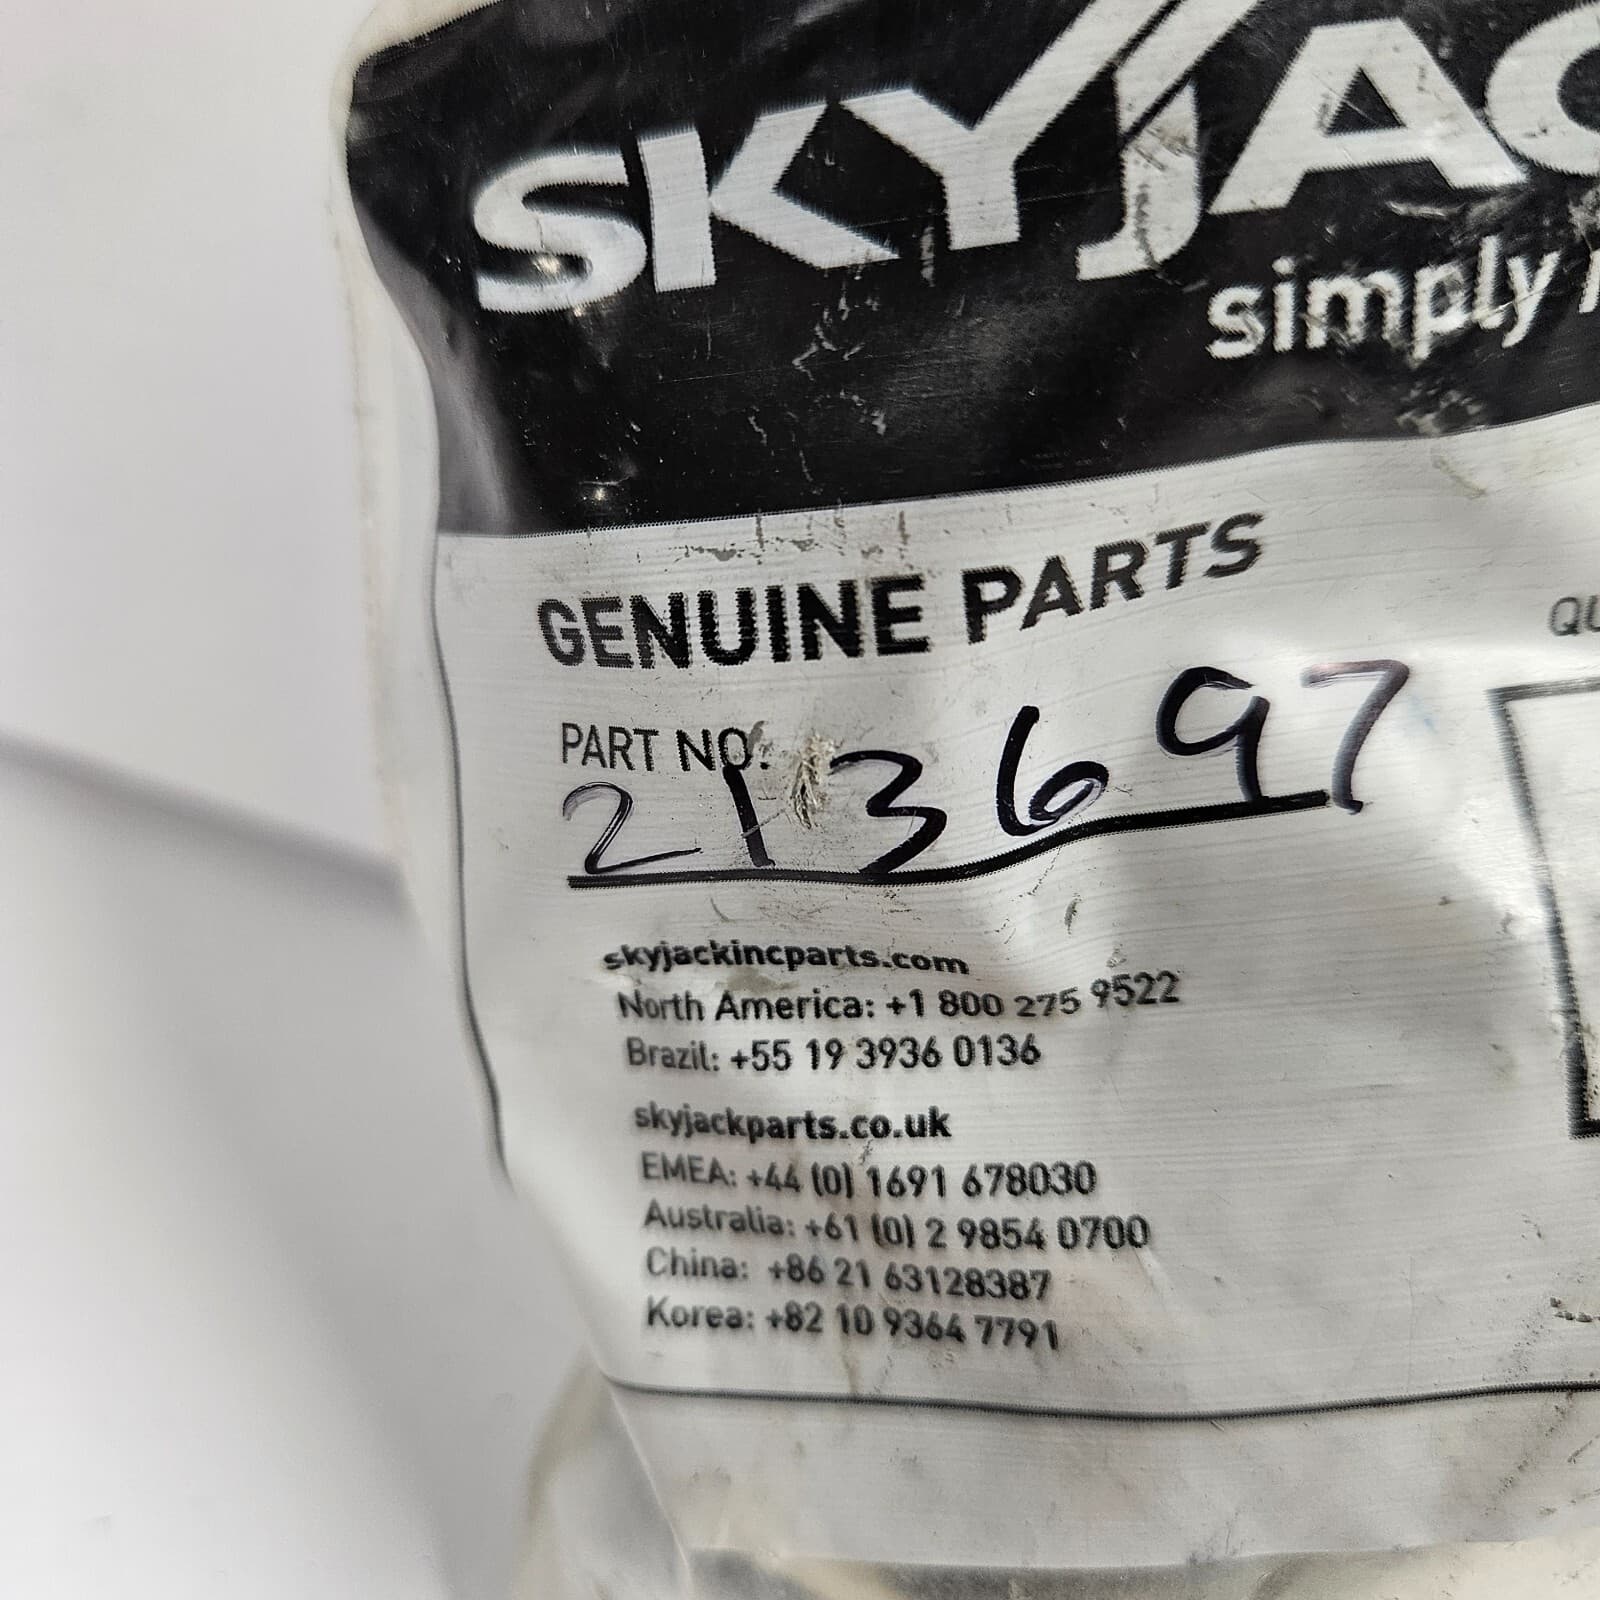 SKYJAC
simply
GENUINE PARTS
QU
PART NO.:
213697
skyjackincparts.com
North America: +1 800 275 9522
Brazil: +55 19 3936 0136
skyjackparts.co.uk
EMEA: +44 (0) 1691 678030
Australia: +61 (0) 2 9854 0700
China: +86 21 63128387
Korea: +82 10 9364 7791